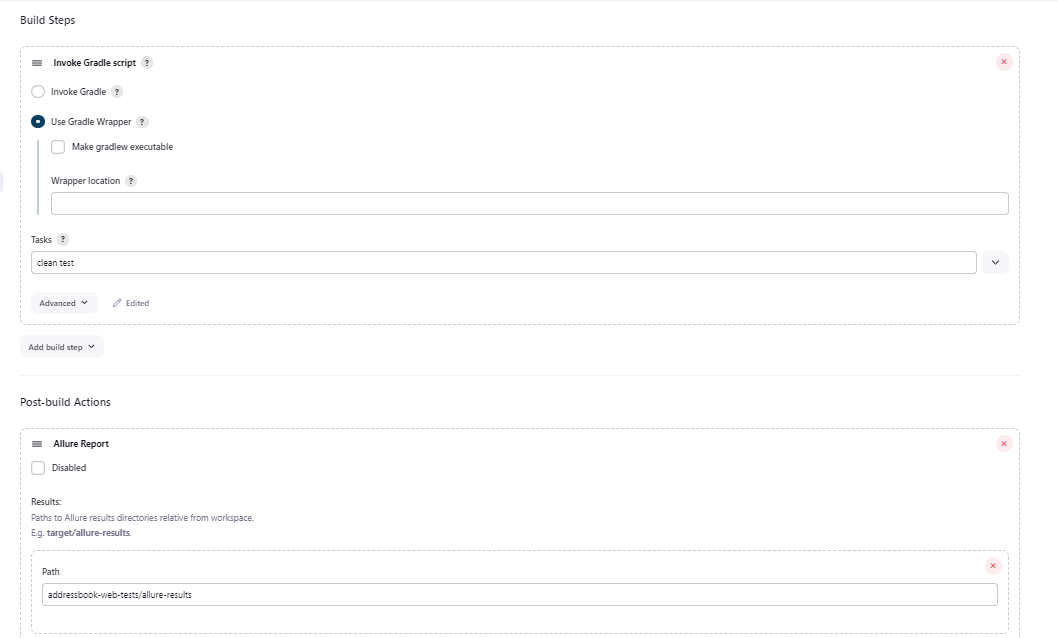 Build Steps
Invoke Gradle script ?
Invoke Gradle ?
Use Gradle Wrapper ?
Make gradlew executable
Wrapper location ?
Tasks ?
clean test
Advanced
Edited
Add build step
Post-build Actions
Allure Report
Disabled
Results:
Paths to Allure results directories relative from workspace.
E.g. target/allure-results.
Path
addressbook-web-tests/allure-results